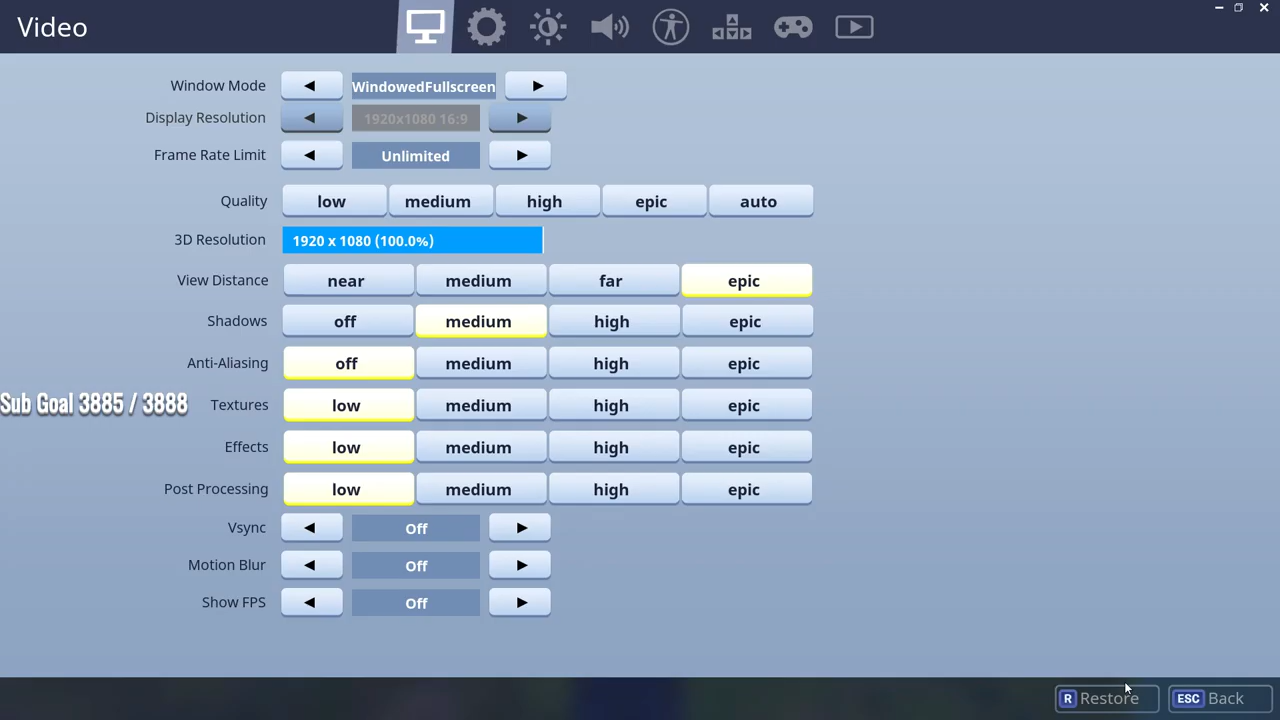 Video
Window Mode ◄ WindowedFullscreen ►
Display Resolution ◄ 1920x1080 16:9 ►
Frame Rate Limit ◄ Unlimited ►
Quality low medium high epic auto
3D Resolution 1920 x 1080 (100.0%)
View Distance near medium far epic
Shadows off medium high epic
Anti-Aliasing off medium high epic
Sub Goal 3885 / 3888
Textures low medium high epic
Effects low medium high epic
Post Processing low medium high epic
Vsync ◄ Off ►
Motion Blur ◄ Off ►
Show FPS ◄ Off ►
R Restore ESC Back